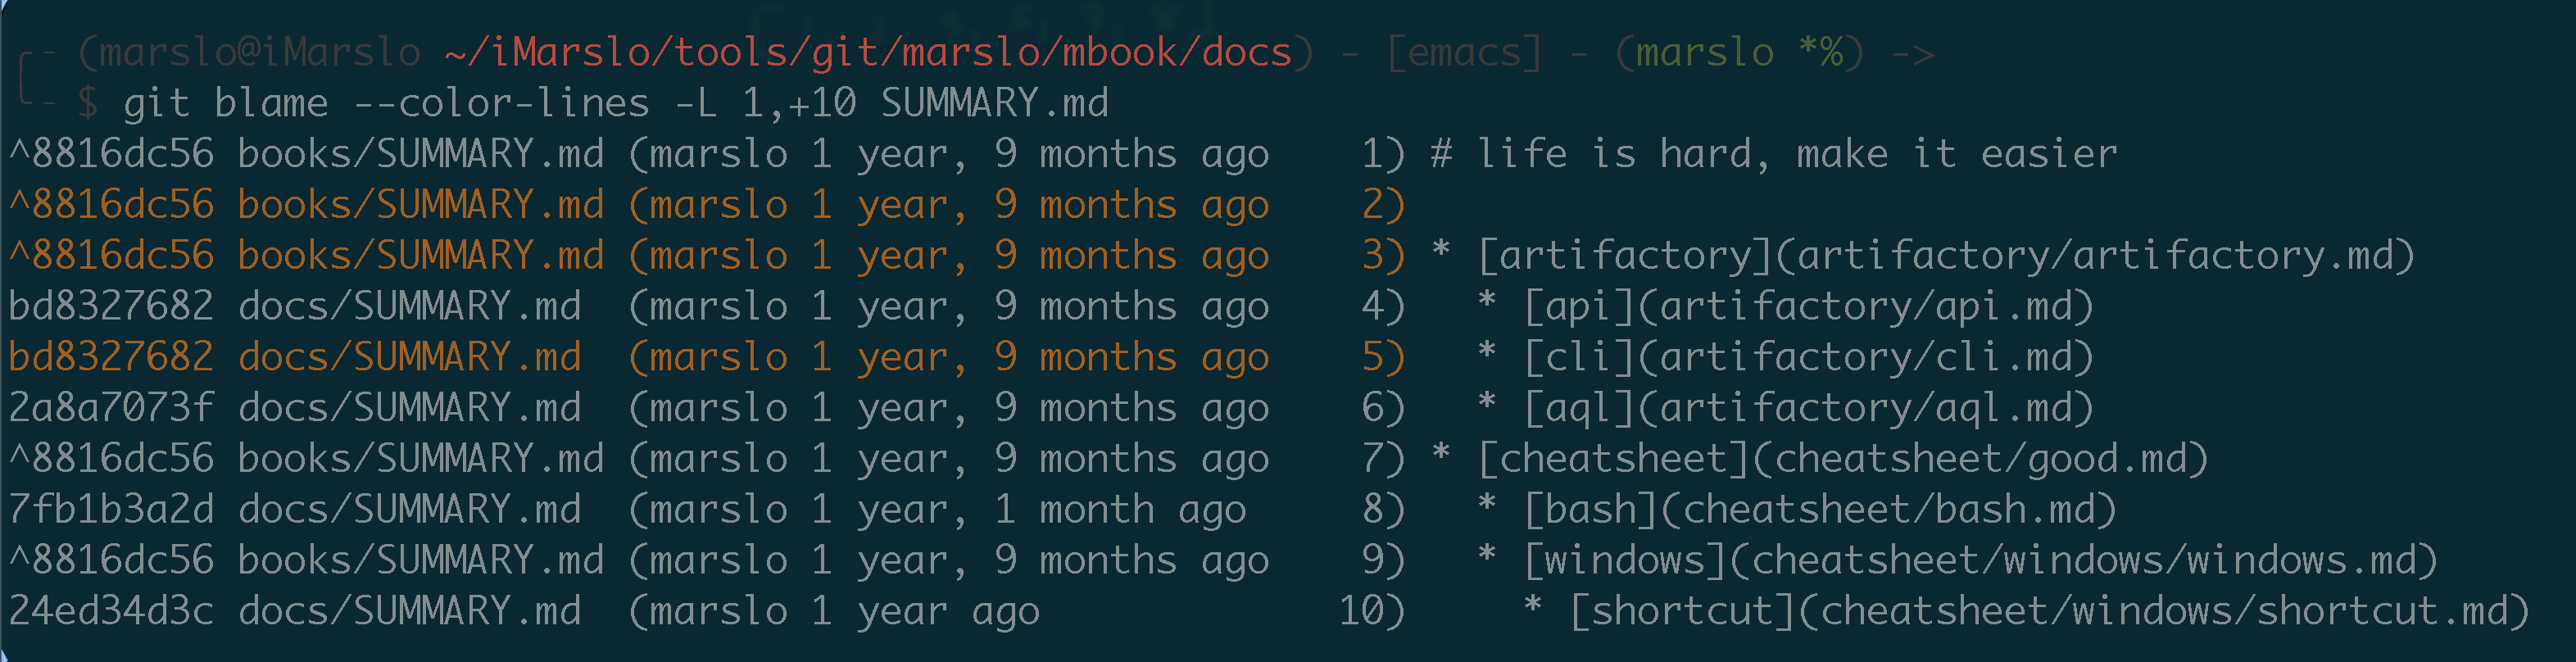 ╭- (marslo@iMarslo ~/iMarslo/tools/git/marslo/mbook/docs) - [emacs] - (marslo *%) ->
╰- $ git blame --color-lines -L 1,+10 SUMMARY.md
^8816dc56 books/SUMMARY.md (marslo 1 year, 9 months ago    1) # life is hard, make it easier
^8816dc56 books/SUMMARY.md (marslo 1 year, 9 months ago    2)
^8816dc56 books/SUMMARY.md (marslo 1 year, 9 months ago    3) * [artifactory](artifactory/artifactory.md)
bd8327682 docs/SUMMARY.md  (marslo 1 year, 9 months ago    4)   * [api](artifactory/api.md)
bd8327682 docs/SUMMARY.md  (marslo 1 year, 9 months ago    5)   * [cli](artifactory/cli.md)
2a8a7073f docs/SUMMARY.md  (marslo 1 year, 9 months ago    6)   * [aql](artifactory/aql.md)
^8816dc56 books/SUMMARY.md (marslo 1 year, 9 months ago    7) * [cheatsheet](cheatsheet/good.md)
7fb1b3a2d docs/SUMMARY.md  (marslo 1 year, 1 month ago     8)   * [bash](cheatsheet/bash.md)
^8816dc56 books/SUMMARY.md (marslo 1 year, 9 months ago    9)   * [windows](cheatsheet/windows/windows.md)
24ed34d3c docs/SUMMARY.md  (marslo 1 year ago             10)     * [shortcut](cheatsheet/windows/shortcut.md)